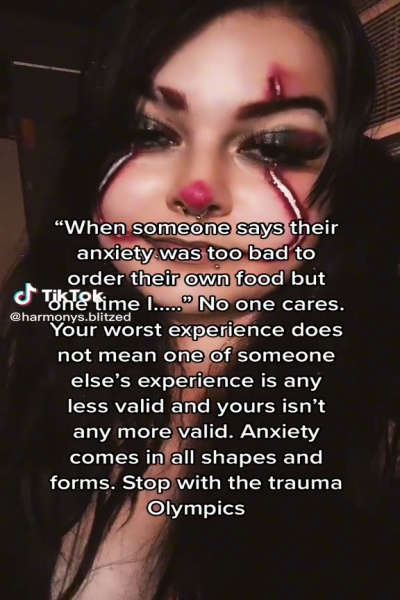 “When someone says their
anxiety was too bad to
order their own food but
one time I.....” No one cares.
TikTok
@harmonys.blitzed
Your worst experience does
not mean one of someone
else’s experience is any
less valid and yours isn’t
any more valid. Anxiety
comes in all shapes and
forms. Stop with the trauma
Olympics